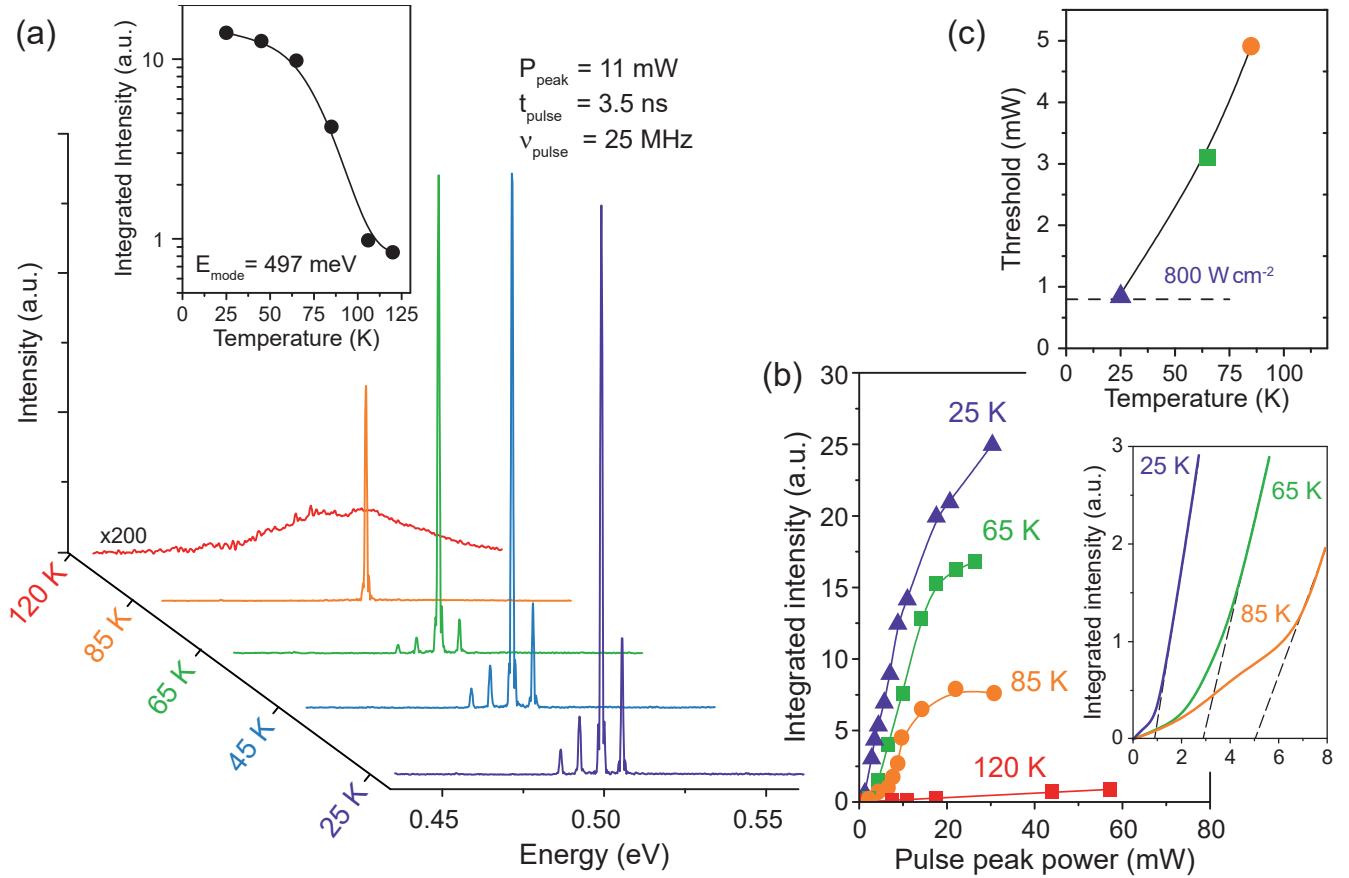 (a)
Integrated Intensity (a.u.)
10
1
E_mode = 497 meV
0 25 50 75 100 125
Temperature (K)
P_peak = 11 mW
t_pulse = 3.5 ns
ν_pulse = 25 MHz
Intensity (a.u.)
x200
120 K
85 K
65 K
45 K
25 K
0.45 0.50 0.55
Energy (eV)
(c)
Threshold (mW)
5
4
3
2
1
0
800 W cm⁻²
0 25 50 75 100
Temperature (K)
(b)
Integrated intensity (a.u.)
30
25
20
15
10
5
0
25 K
65 K
85 K
120 K
0 20 40 60 80
Pulse peak power (mW)
Integrated intensity (a.u.)
3
2
1
0
25 K
65 K
85 K
0 2 4 6 8